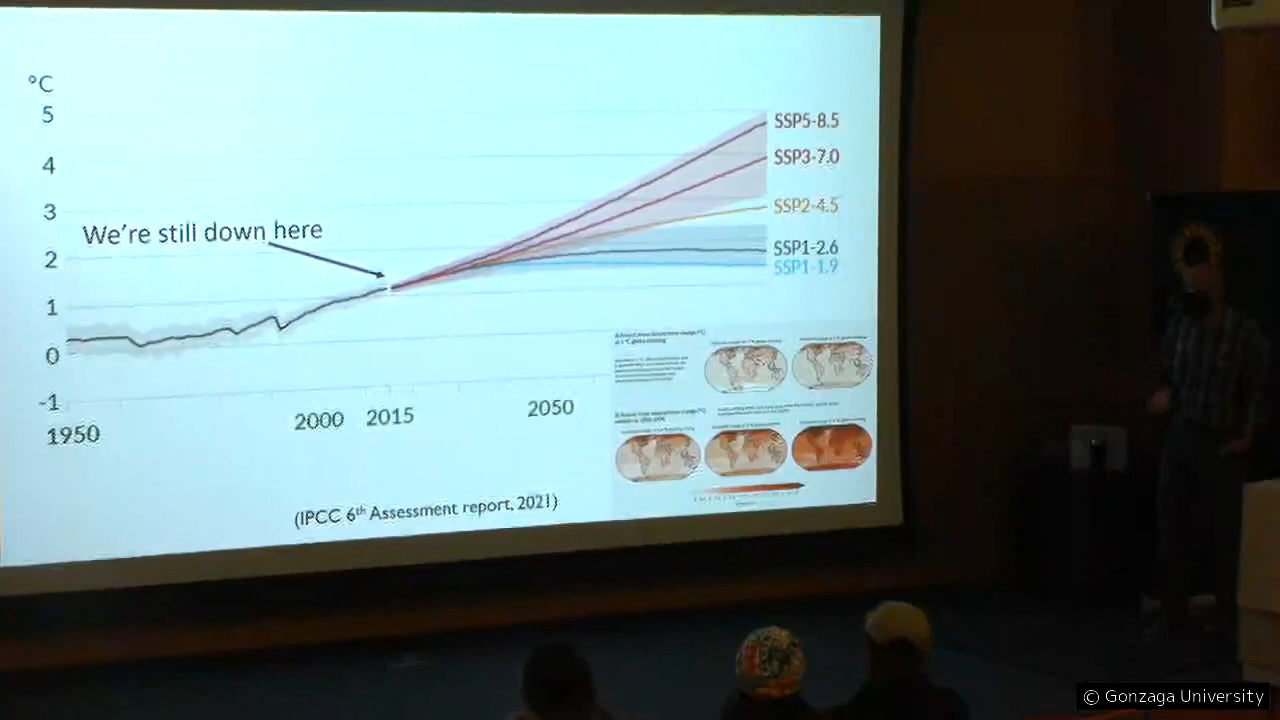 °C
5
4
3
2
1
0
-1
We're still down here
SSP5-8.5
SSP3-7.0
SSP2-4.5
SSP1-2.6
SSP1-1.9
1950
2000
2015
2050
(IPCC 6th Assessment report, 2021)
© Gonzaga University